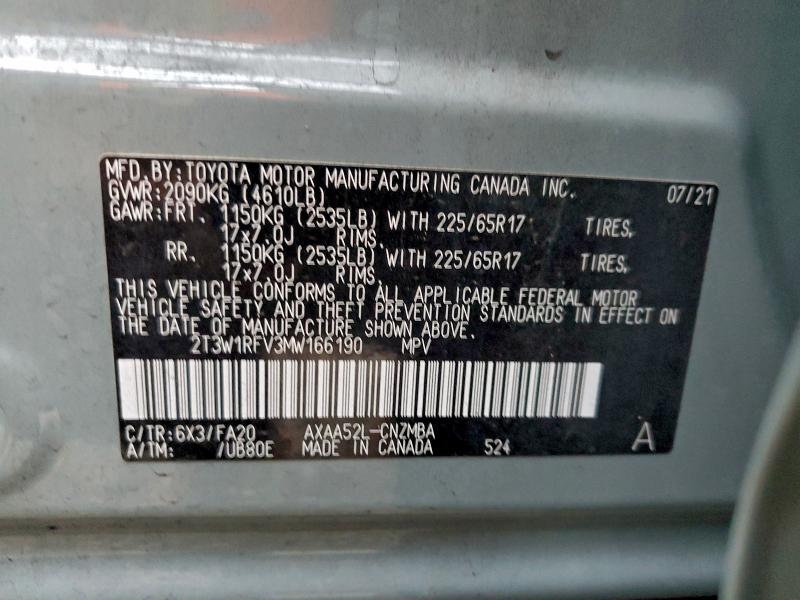 MFD.BY:TOYOTA MOTOR MANUFACTURING CANADA INC. 07/21
GVWR:2090KG (4610LB)
GAWR:FRT. 1150KG (2535LB) WITH 225/65R17 TIRES,
17x7.0J RIMS.
RR. 1150KG (2535LB) WITH 225/65R17 TIRES,
17x7.0J RIMS.
THIS VEHICLE CONFORMS TO ALL APPLICABLE FEDERAL MOTOR
VEHICLE SAFETY AND THEFT PREVENTION STANDARDS IN EFFECT ON
THE DATE OF MANUFACTURE SHOWN ABOVE.
2T3W1RFV3MW166190 MPV
C/TR:6X3/FA20 AXAA52L-CNZMBA
A/TM: /UB80E MADE IN CANADA 524 A